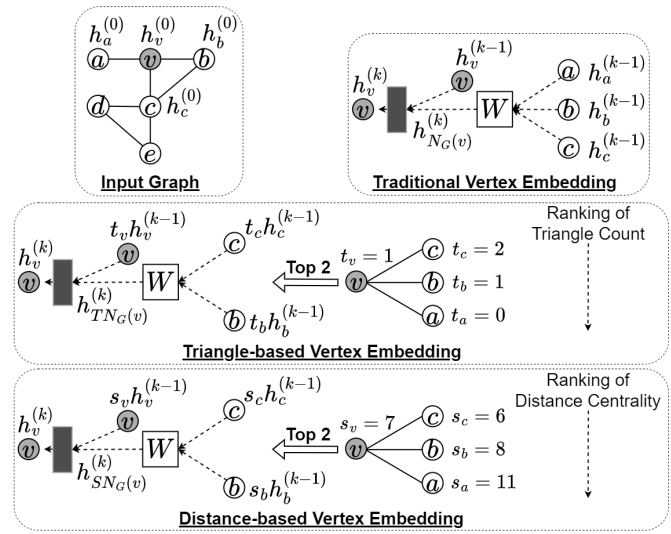 h_a^{(0)} h_v^{(0)} h_b^{(0)}
a v b
d c h_c^{(0)}
e
Input Graph
h_v^{(k-1)}
h_v^{(k)} v a h_a^{(k-1)}
v W b h_b^{(k-1)}
h_{N_G(v)}^{(k)} c h_c^{(k-1)}
Traditional Vertex Embedding
t_v h_v^{(k-1)} t_c h_c^{(k-1)}
h_v^{(k)} v c
v W
h_{TN_G(v)}^{(k)}
b t_b h_b^{(k-1)}
Top 2
t_v = 1
v
c t_c = 2
b t_b = 1
a t_a = 0
Ranking of
Triangle Count
Triangle-based Vertex Embedding
s_v h_v^{(k-1)} s_c h_c^{(k-1)}
h_v^{(k)} v c
v W
h_{SN_G(v)}^{(k)}
b s_b h_b^{(k-1)}
Top 2
s_v = 7
v
c s_c = 6
b s_b = 8
a s_a = 11
Ranking of
Distance Centrality
Distance-based Vertex Embedding